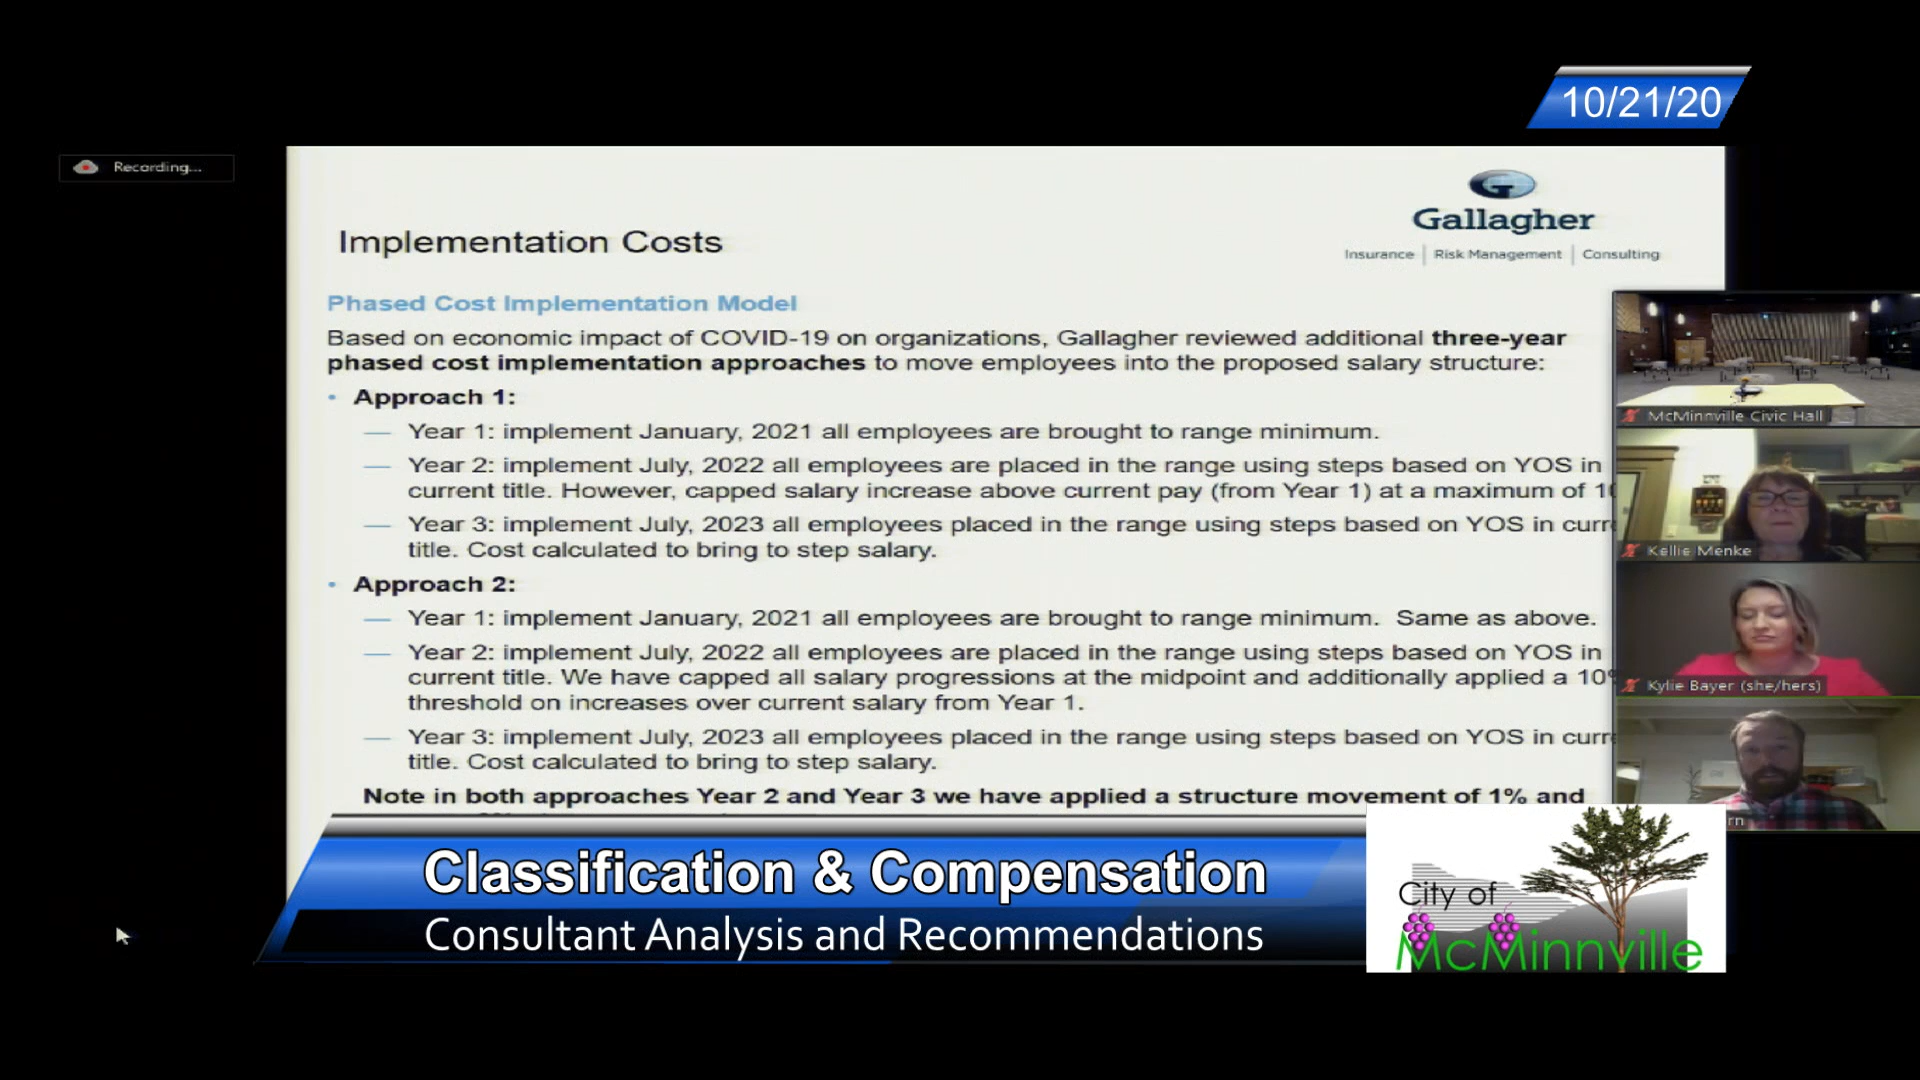 10/21/20
Recording...
Gallagher
Insurance | Risk Management | Consulting
Implementation Costs
Phased Cost Implementation Model
Based on economic impact of COVID-19 on organizations, Gallagher reviewed additional three-year
phased cost implementation approaches to move employees into the proposed salary structure:
• Approach 1:
— Year 1: implement January, 2021 all employees are brought to range minimum.
— Year 2: implement July, 2022 all employees are placed in the range using steps based on YOS in
current title. However, capped salary increase above current pay (from Year 1) at a maximum of
— Year 3: implement July, 2023 all employees placed in the range using steps based on YOS in
title. Cost calculated to bring to step salary.
• Approach 2:
— Year 1: implement January, 2021 all employees are brought to range minimum. Same as above.
— Year 2: implement July, 2022 all employees are placed in the range using steps based on YOS in
current title. We have capped all salary progressions at the midpoint and additionally applied a 10%
threshold on increases over current salary from Year 1.
— Year 3: implement July, 2023 all employees placed in the range using steps based on YOS in
title. Cost calculated to bring to step salary.
Note in both approaches Year 2 and Year 3 we have applied a structure movement of 1% and
McMinnville Civic Hall
Kellie Menke
Kylie Bayer (she/hers)
Classification & Compensation
Consultant Analysis and Recommendations
City of
McMinnville